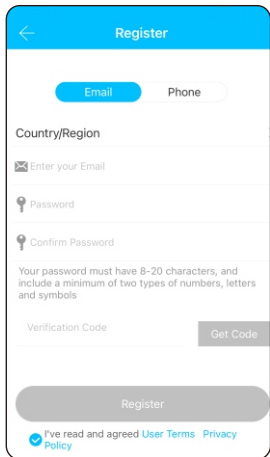 Register
Email Phone
Country/Region
Enter your Email
Password
Confirm Password
Your password must have 8-20 characters, and
include a minimum of two types of numbers, letters
and symbols
Verification Code Get Code
Register
I've read and agreed User Terms Privacy
Policy